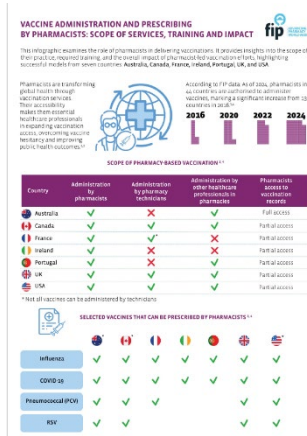 VACCINE ADMINISTRATION AND PRESCRIBING
BY PHARMACISTS: SCOPE OF SERVICES, TRAINING AND IMPACT
fip
This infographic examines the role of pharmacists in delivering vaccinations. It provides insights into the scope of
their practice, required training, and the overall impact of pharmacist-led vaccination efforts, highlighting
successful models from seven countries: Australia, Canada, France, Ireland, Portugal, UK, and USA
Pharmacists are transforming
global health through
vaccination services.
Their accessibility
makes them essential
healthcare professionals
in expanding vaccination
access, overcoming vaccine
hesitancy and improving
public health outcomes.
According to FIP data: As of 2024, pharmacists in
44 countries are authorised to administer
vaccines, marking a significant increase from 13
countries in 2016.
2016 2020 2022 2024
SCOPE OF PHARMACY-BASED VACCINATION
Country
Administration
by
pharmacists
Administration
by pharmacy
technicians
Administration by
other healthcare
professionals in
pharmacies
Pharmacists
access to
vaccination
records
Australia ✓ ✕ ✓ Full access
Canada ✓ ✓ ✓ Partial access
France ✓ ✓* ✕ Partial access
Ireland ✓ ✕ ✕ Partial access
Portugal ✓ ✕ ✓ Partial access
UK ✓ ✓ ✓ Partial access
USA ✓ ✓ ✓ Partial access
* Not all vaccines can be administered by technicians
SELECTED VACCINES THAT CAN BE PRESCRIBED BY PHARMACISTS
Influenza ✓ ✓ ✓ ✓ ✓ ✓ ✓
COVID-19 ✓ ✓ ✓ ✓ ✓ ✓ ✓
Pneumococcal (PCV) ✓ ✓ ✓ ✓ ✓
RSV ✓ ✓ ✓ ✓